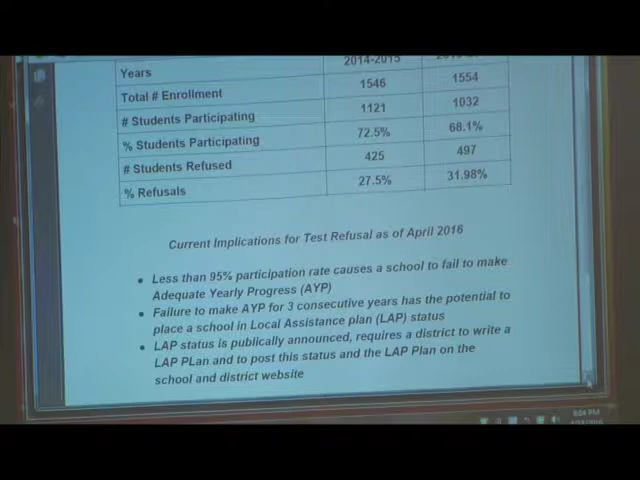 Years 2014-2015
Total # Enrollment 1546 1554
# Students Participating 1121 1032
% Students Participating 72.5% 68.1%
# Students Refused 425 497
% Refusals 27.5% 31.98%
Current Implications for Test Refusal as of April 2016
• Less than 95% participation rate causes a school to fail to make
Adequate Yearly Progress (AYP)
• Failure to make AYP for 3 consecutive years has the potential to
place a school in Local Assistance plan (LAP) status
• LAP status is publically announced, requires a district to write a
LAP PLan and to post this status and the LAP Plan on the
school and district website
8:04 PM